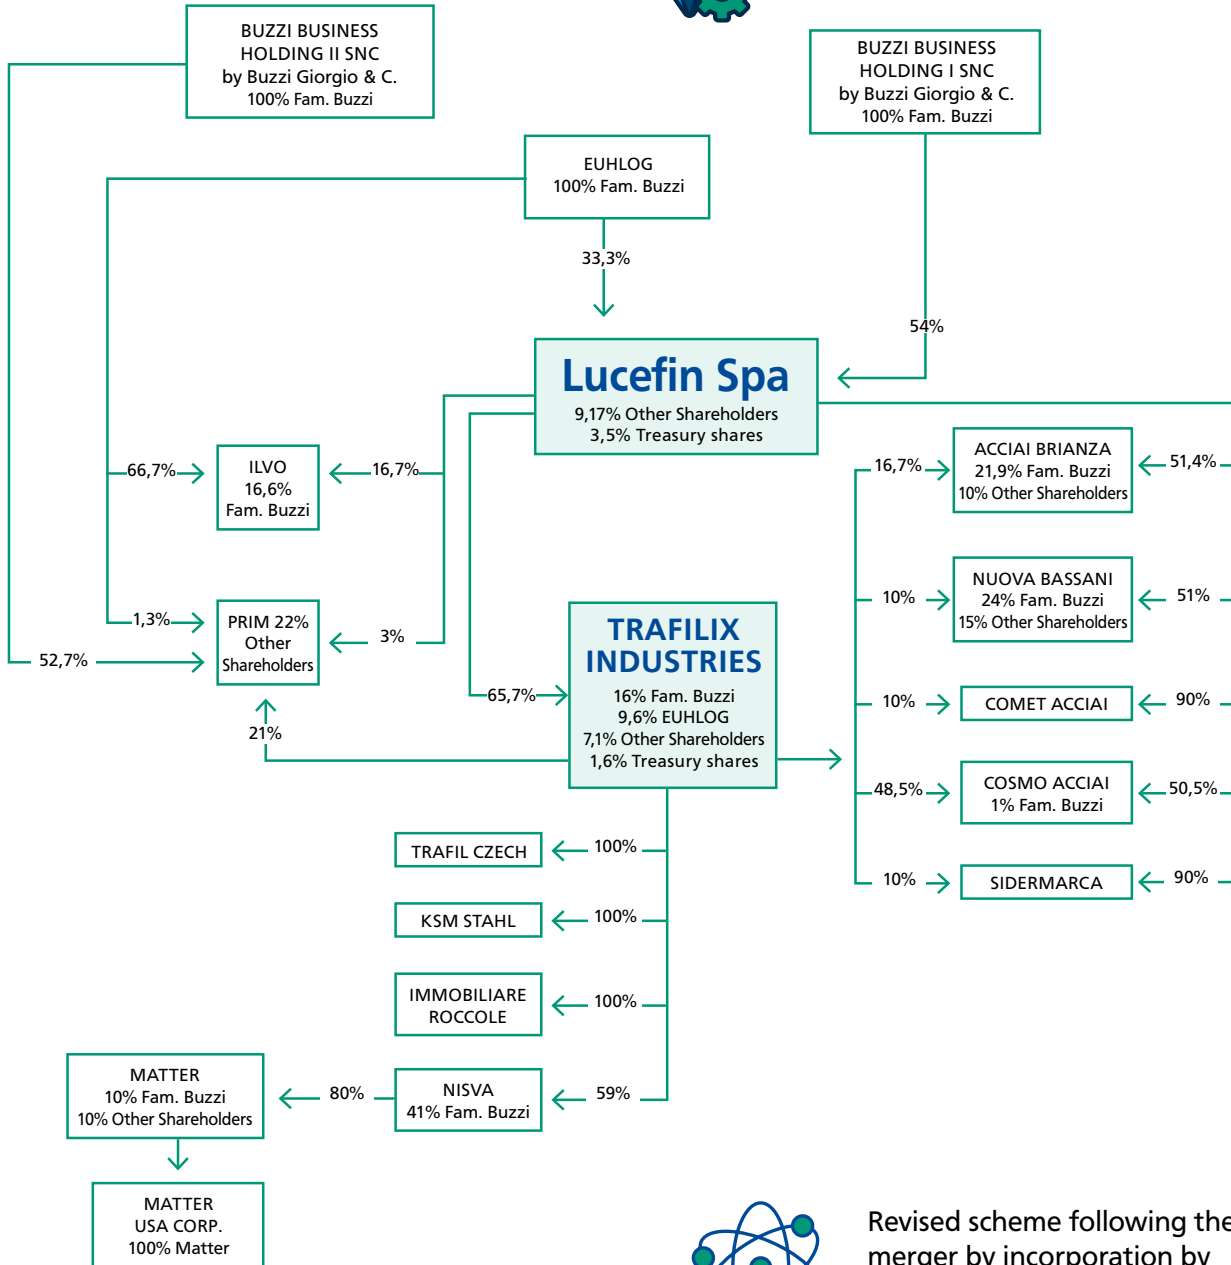 BUZZI BUSINESS
HOLDING II SNC
by Buzzi Giorgio & C.
100% Fam. Buzzi
BUZZI BUSINESS
HOLDING I SNC
by Buzzi Giorgio & C.
100% Fam. Buzzi
EUHLOG
100% Fam. Buzzi
33,3%
54%
Lucefin Spa
9,17% Other Shareholders
3,5% Treasury shares
66,7%
ILVO
16,6%
Fam. Buzzi
16,7%
16,7%
ACCIAI BRIANZA
21,9% Fam. Buzzi
10% Other Shareholders
51,4%
10%
NUOVA BASSANI
24% Fam. Buzzi
15% Other Shareholders
51%
1,3%
52,7%
PRIM 22%
Other
Shareholders
3%
21%
65,7%
TRAFILIX
INDUSTRIES
16% Fam. Buzzi
9,6% EUHLOG
7,1% Other Shareholders
1,6% Treasury shares
10%
COMET ACCIAI
90%
48,5%
COSMO ACCIAI
1% Fam. Buzzi
50,5%
10%
SIDERMARCA
90%
TRAFIL CZECH
100%
KSM STAHL
100%
IMMOBILIARE
ROCCOLE
100%
MATTER
10% Fam. Buzzi
10% Other Shareholders
80%
NISVA
41% Fam. Buzzi
59%
MATTER
USA CORP.
100% Matter
Revised scheme following the
merger by incorporation by